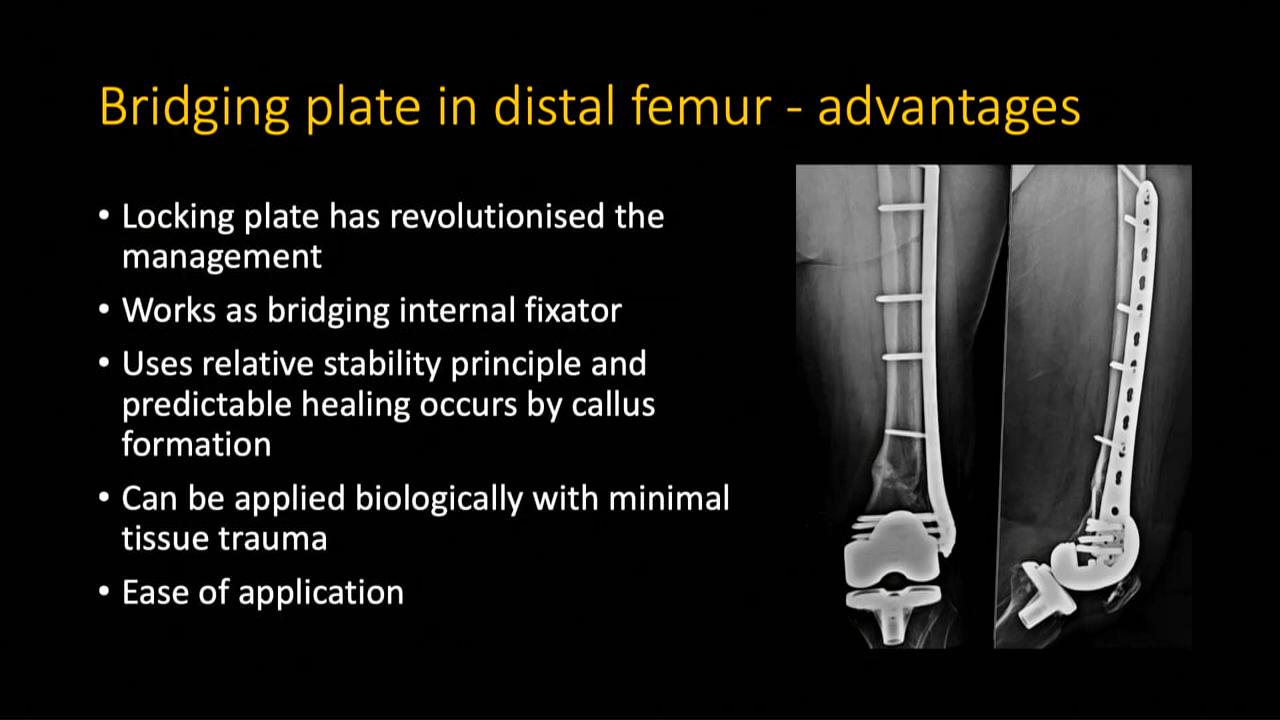 Bridging plate in distal femur - advantages
• Locking plate has revolutionised the
management
• Works as bridging internal fixator
• Uses relative stability principle and
predictable healing occurs by callus
formation
• Can be applied biologically with minimal
tissue trauma
• Ease of application